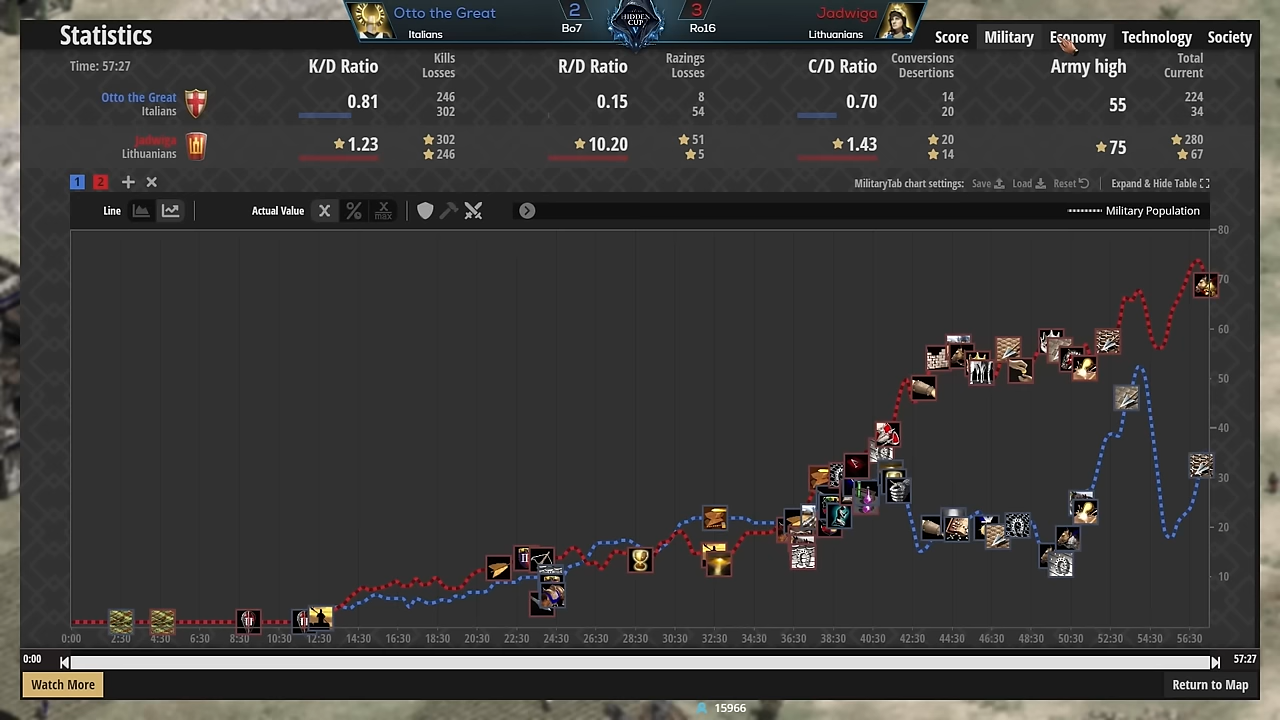 Otto the Great 2 HIDDEN CUP 3 Jadwiga
Italians Bo7 Ro16 Lithuanians
Statistics Score Military Economy Technology Society
Time: 57:27 K/D Ratio Kills Losses R/D Ratio Razings Losses C/D Ratio Conversions Desertions Army high Total Current
Otto the Great Italians 0.81 246 302 0.15 8 54 0.70 14 20 55 224 34
Jadwiga Lithuanians 1.23 302 246 10.20 51 5 1.43 20 14 75 280 67
1 2 + × MilitaryTab chart settings: Save Load Reset Expand & Hide Table
Line Actual Value X % X max Military Population
80
70
60
50
40
30
20
10
0:00 2:30 4:30 6:30 8:30 10:30 12:30 14:30 16:30 18:30 20:30 22:30 24:30 26:30 28:30 30:30 32:30 34:30 36:30 38:30 40:30 42:30 44:30 46:30 48:30 50:30 52:30 54:30 56:30
0:00 57:27
Watch More Return to Map
15966